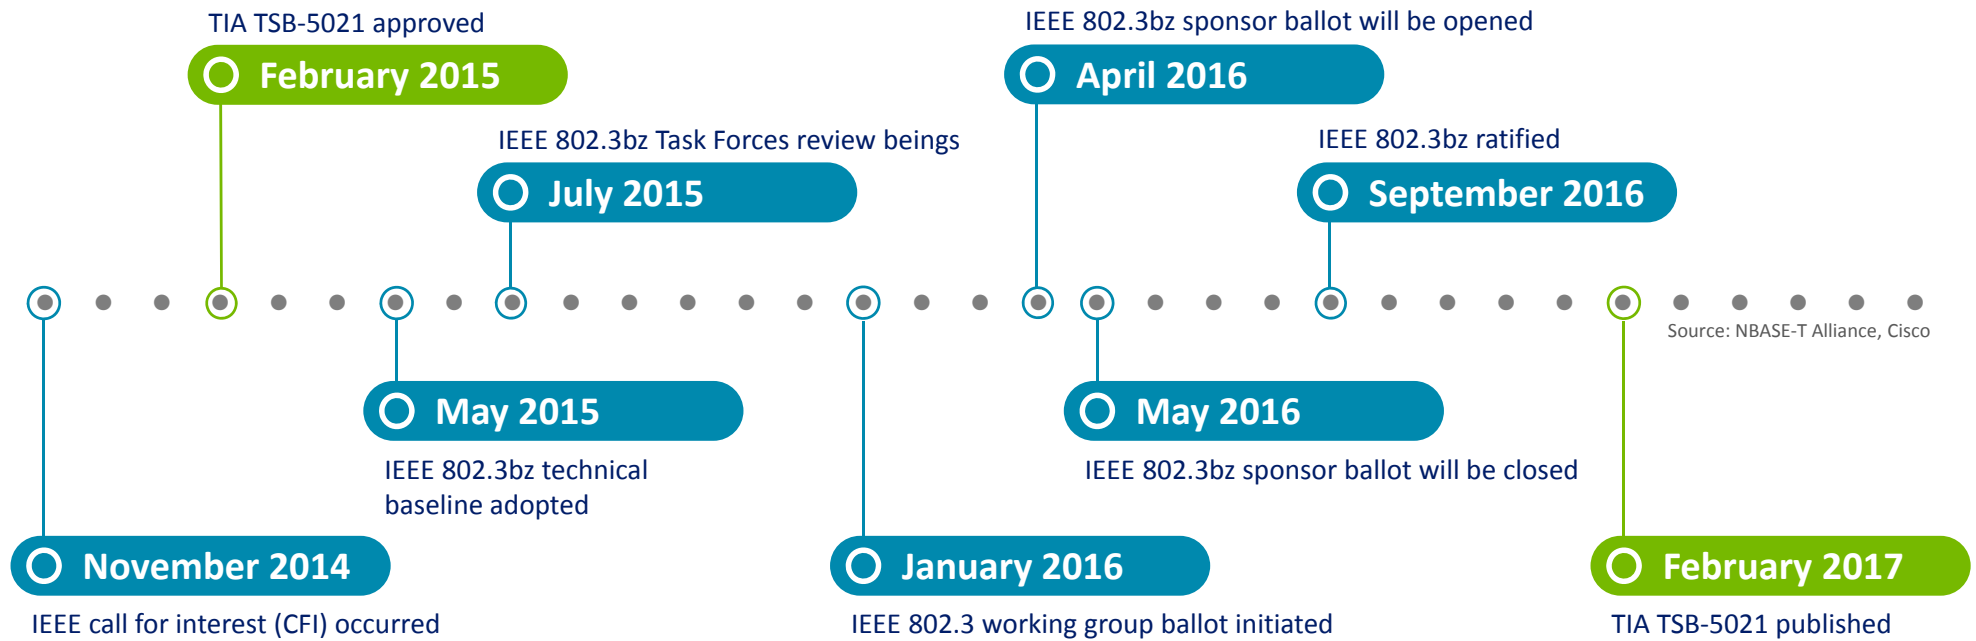 TIA TSB-5021 approved
February 2015
IEEE 802.3bz sponsor ballot will be opened
April 2016
IEEE 802.3bz Task Forces review beings
July 2015
IEEE 802.3bz ratified
September 2016
Source: NBASE-T Alliance, Cisco
May 2015
IEEE 802.3bz technical
baseline adopted
May 2016
IEEE 802.3bz sponsor ballot will be closed
November 2014
IEEE call for interest (CFI) occurred
January 2016
IEEE 802.3 working group ballot initiated
February 2017
TIA TSB-5021 published